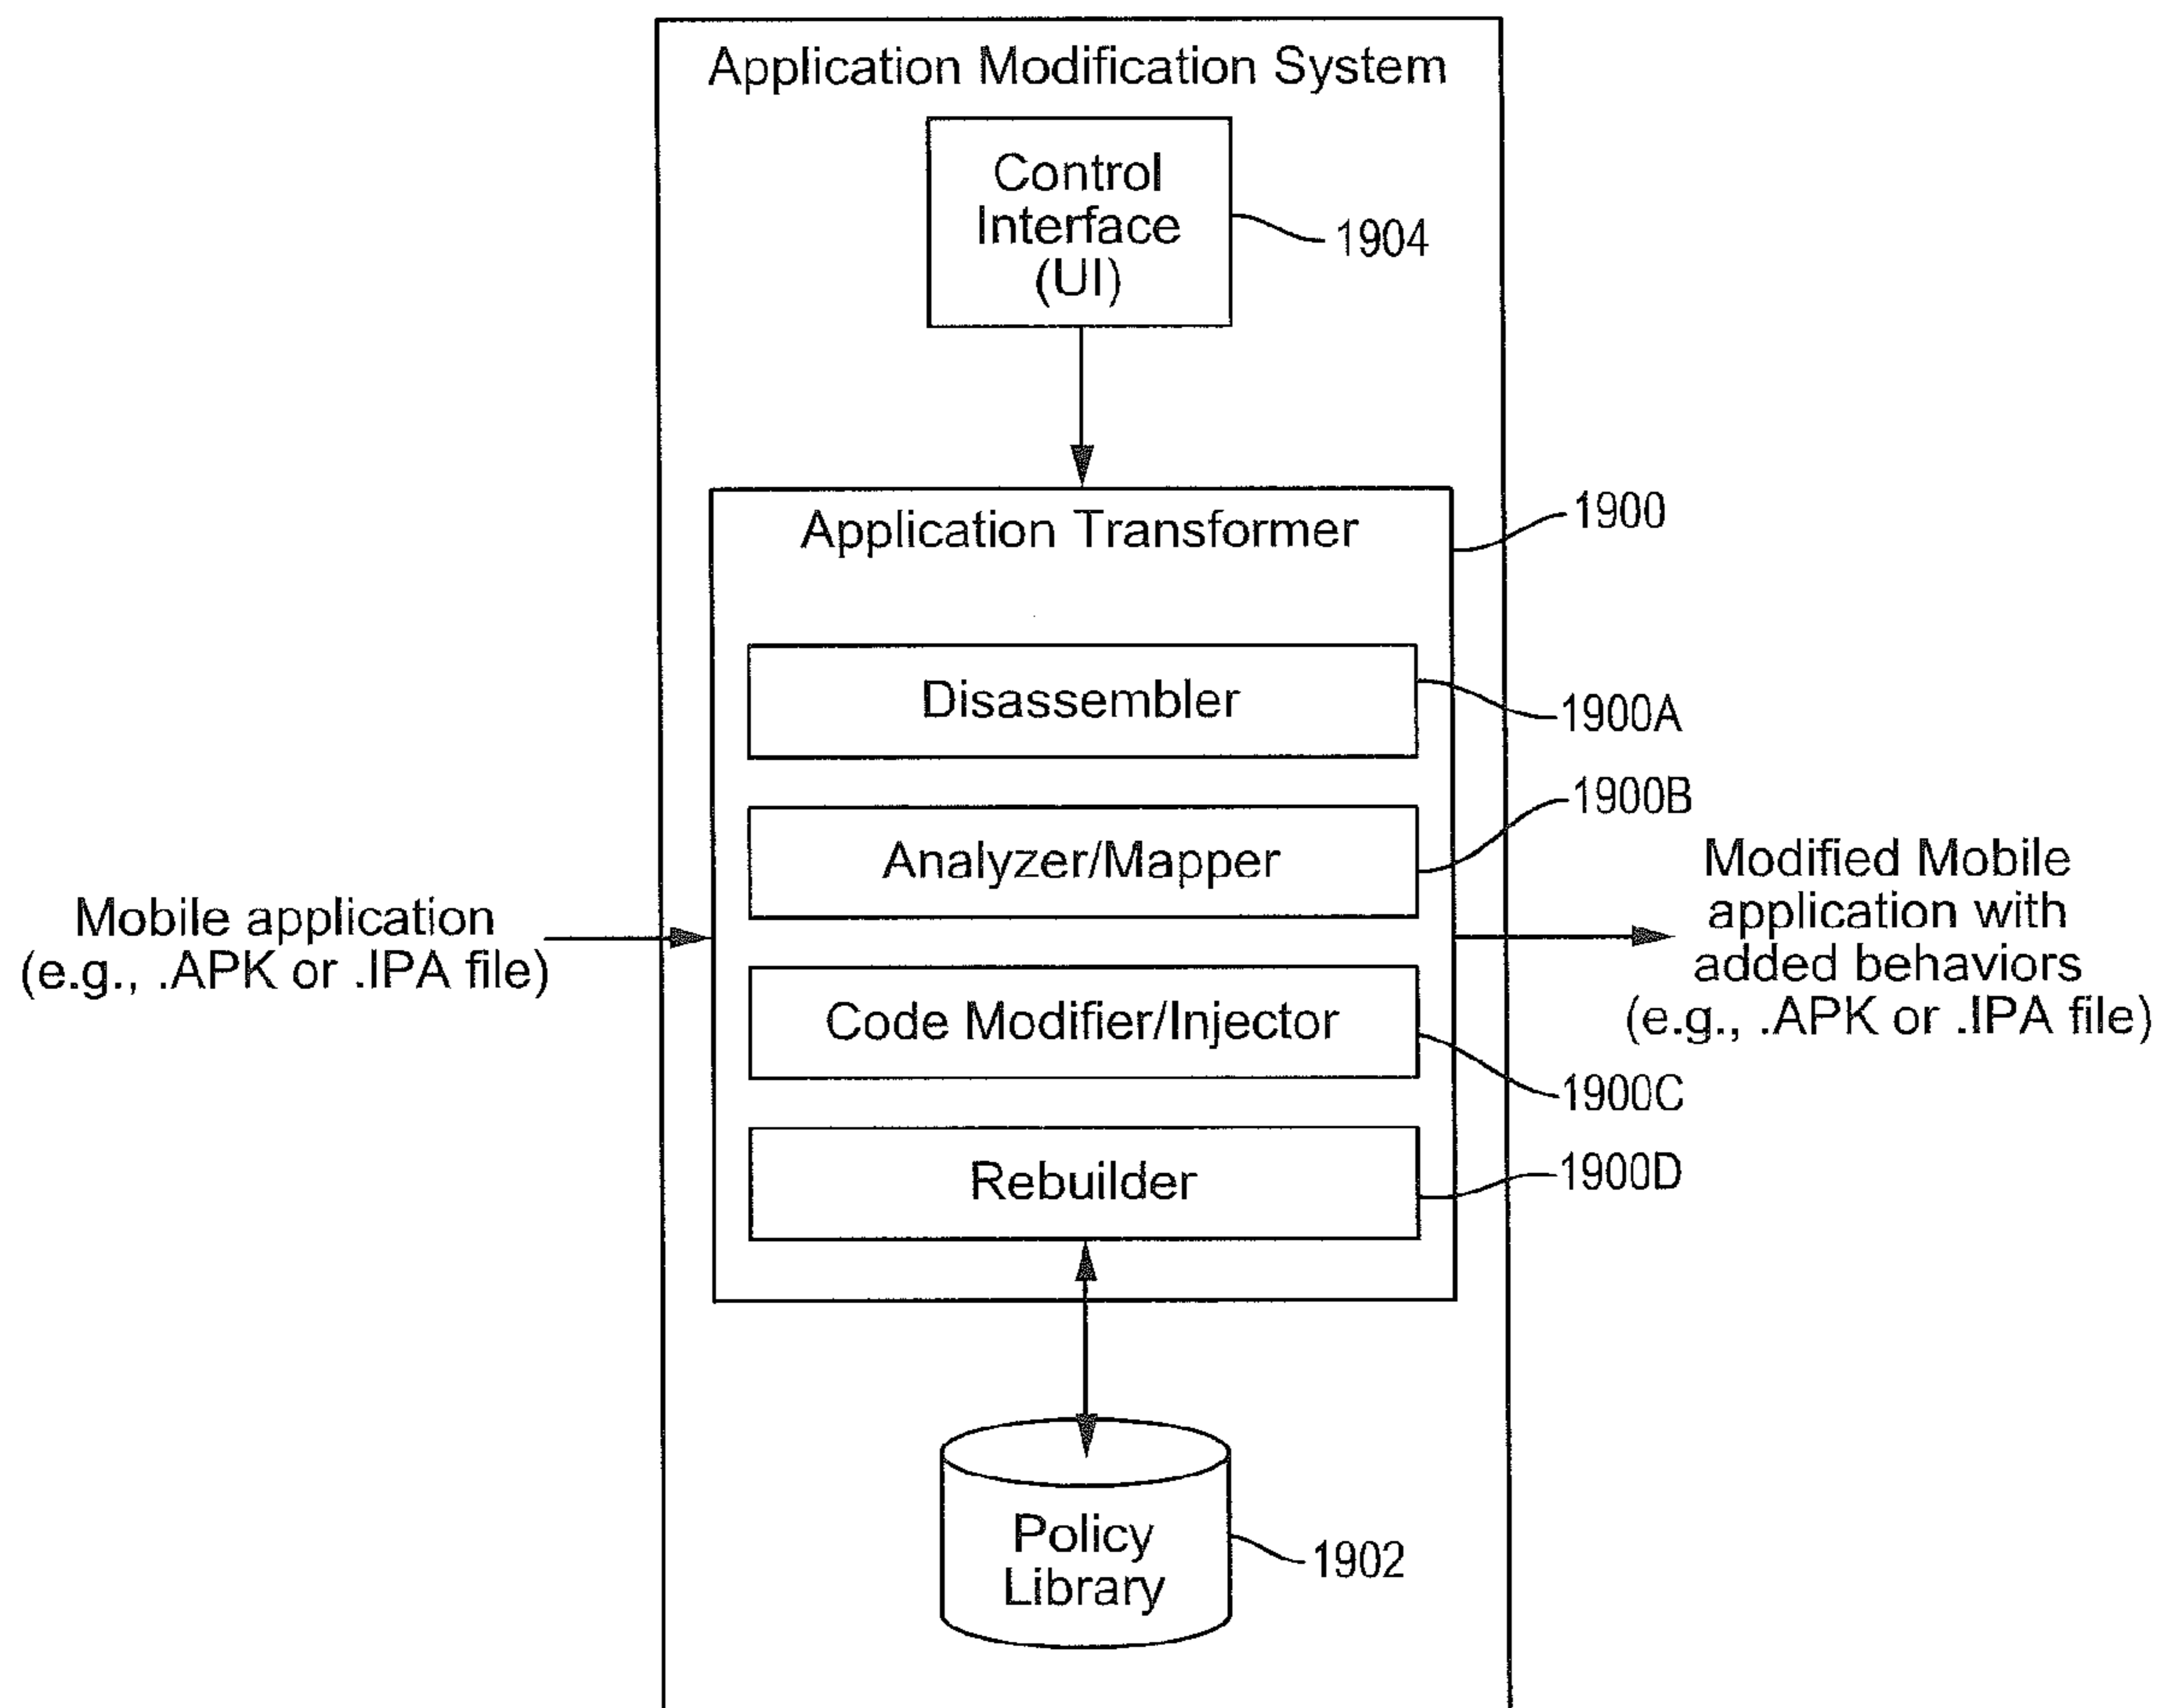 Application Modification System
Control
Interface
(UI)
1904
Application Transformer
1900
Disassembler
1900A
Analyzer/Mapper
1900B
Mobile application
(e.g., .APK or .IPA file)
Modified Mobile
application with
added behaviors
(e.g., .APK or .IPA file)
Code Modifier/Injector
1900C
Rebuilder
1900D
Policy
Library
1902